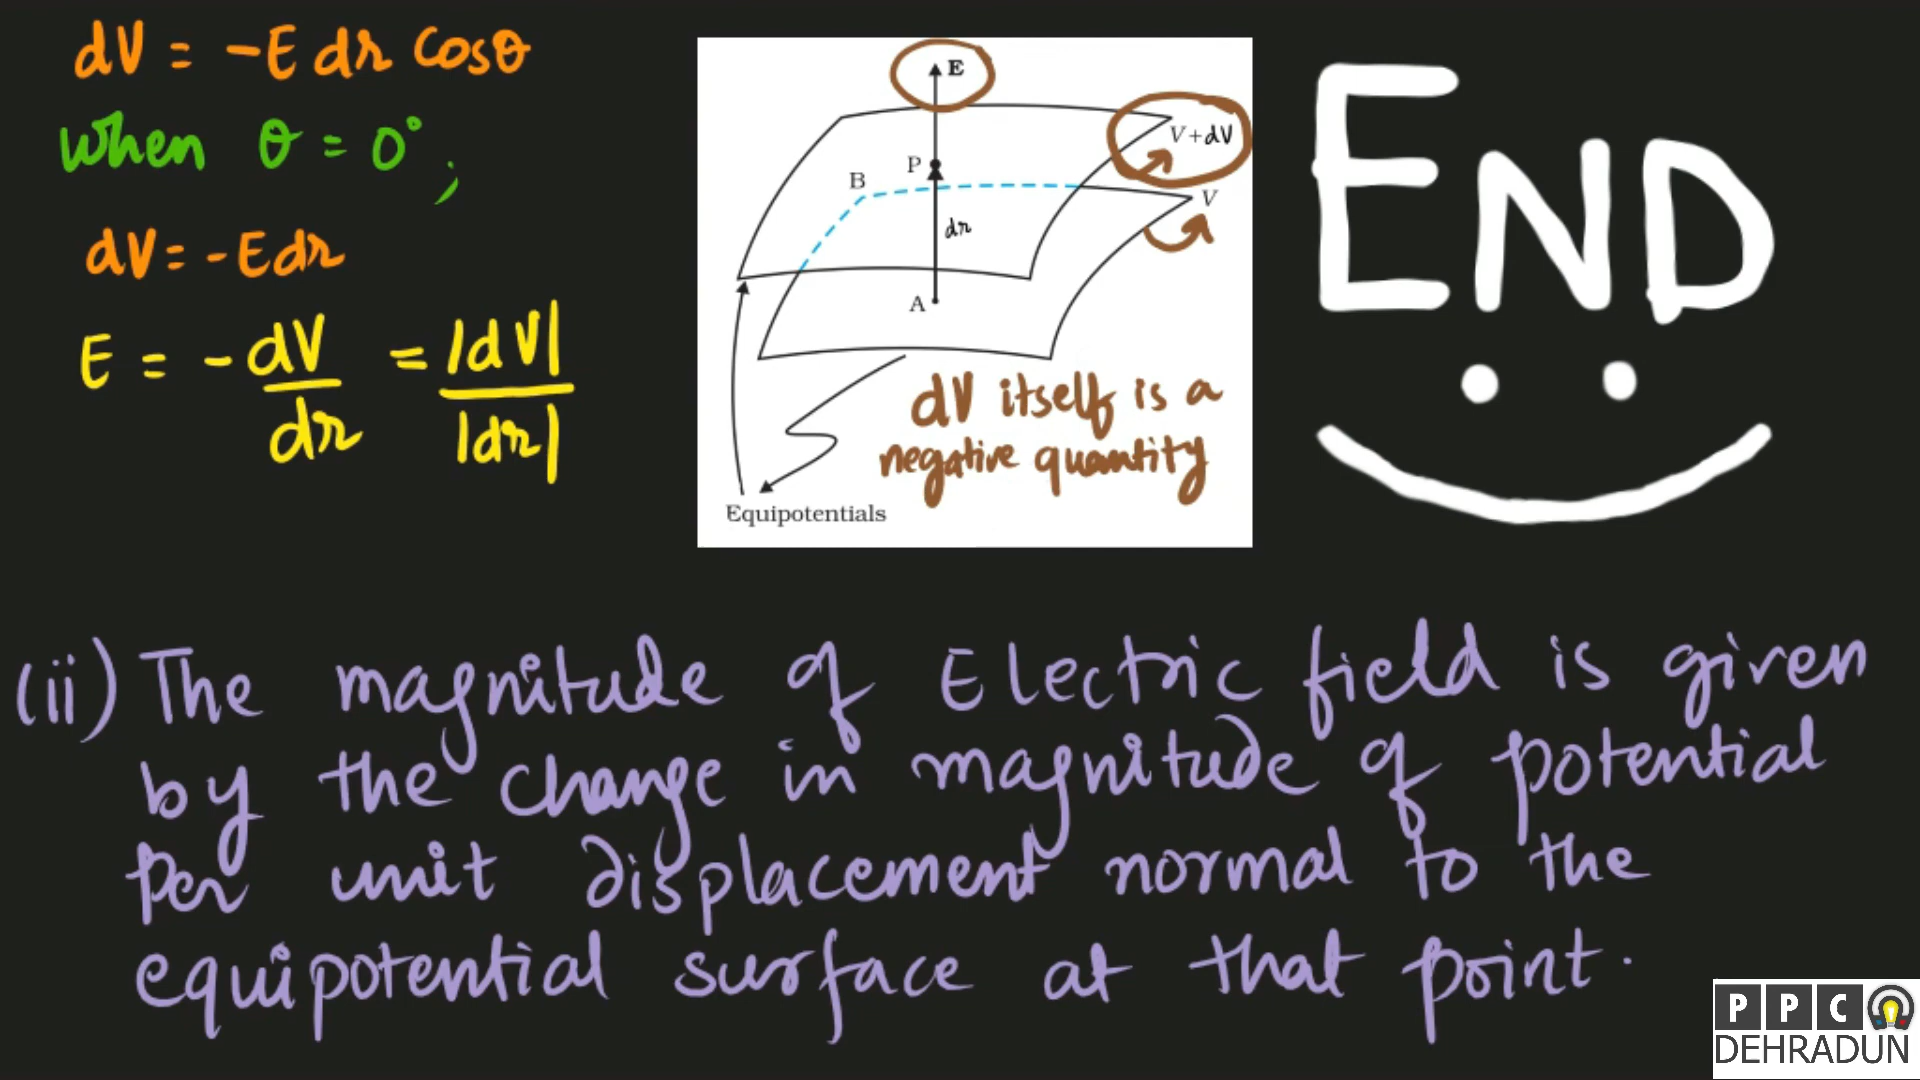 dV = -E dr cosθ
when θ = 0° ;
dV = -Edr
E = -dV/dr = |dV|/|dr|
E
V+dV
P
B
V
dr
A
dV itself is a
negative quantity
Equipotentials
END
(ii) The magnitude of Electric field is given
by the change in magnitude of potential
Per unit displacement normal to the
equipotential surface at that point.
PPC
DEHRADUN